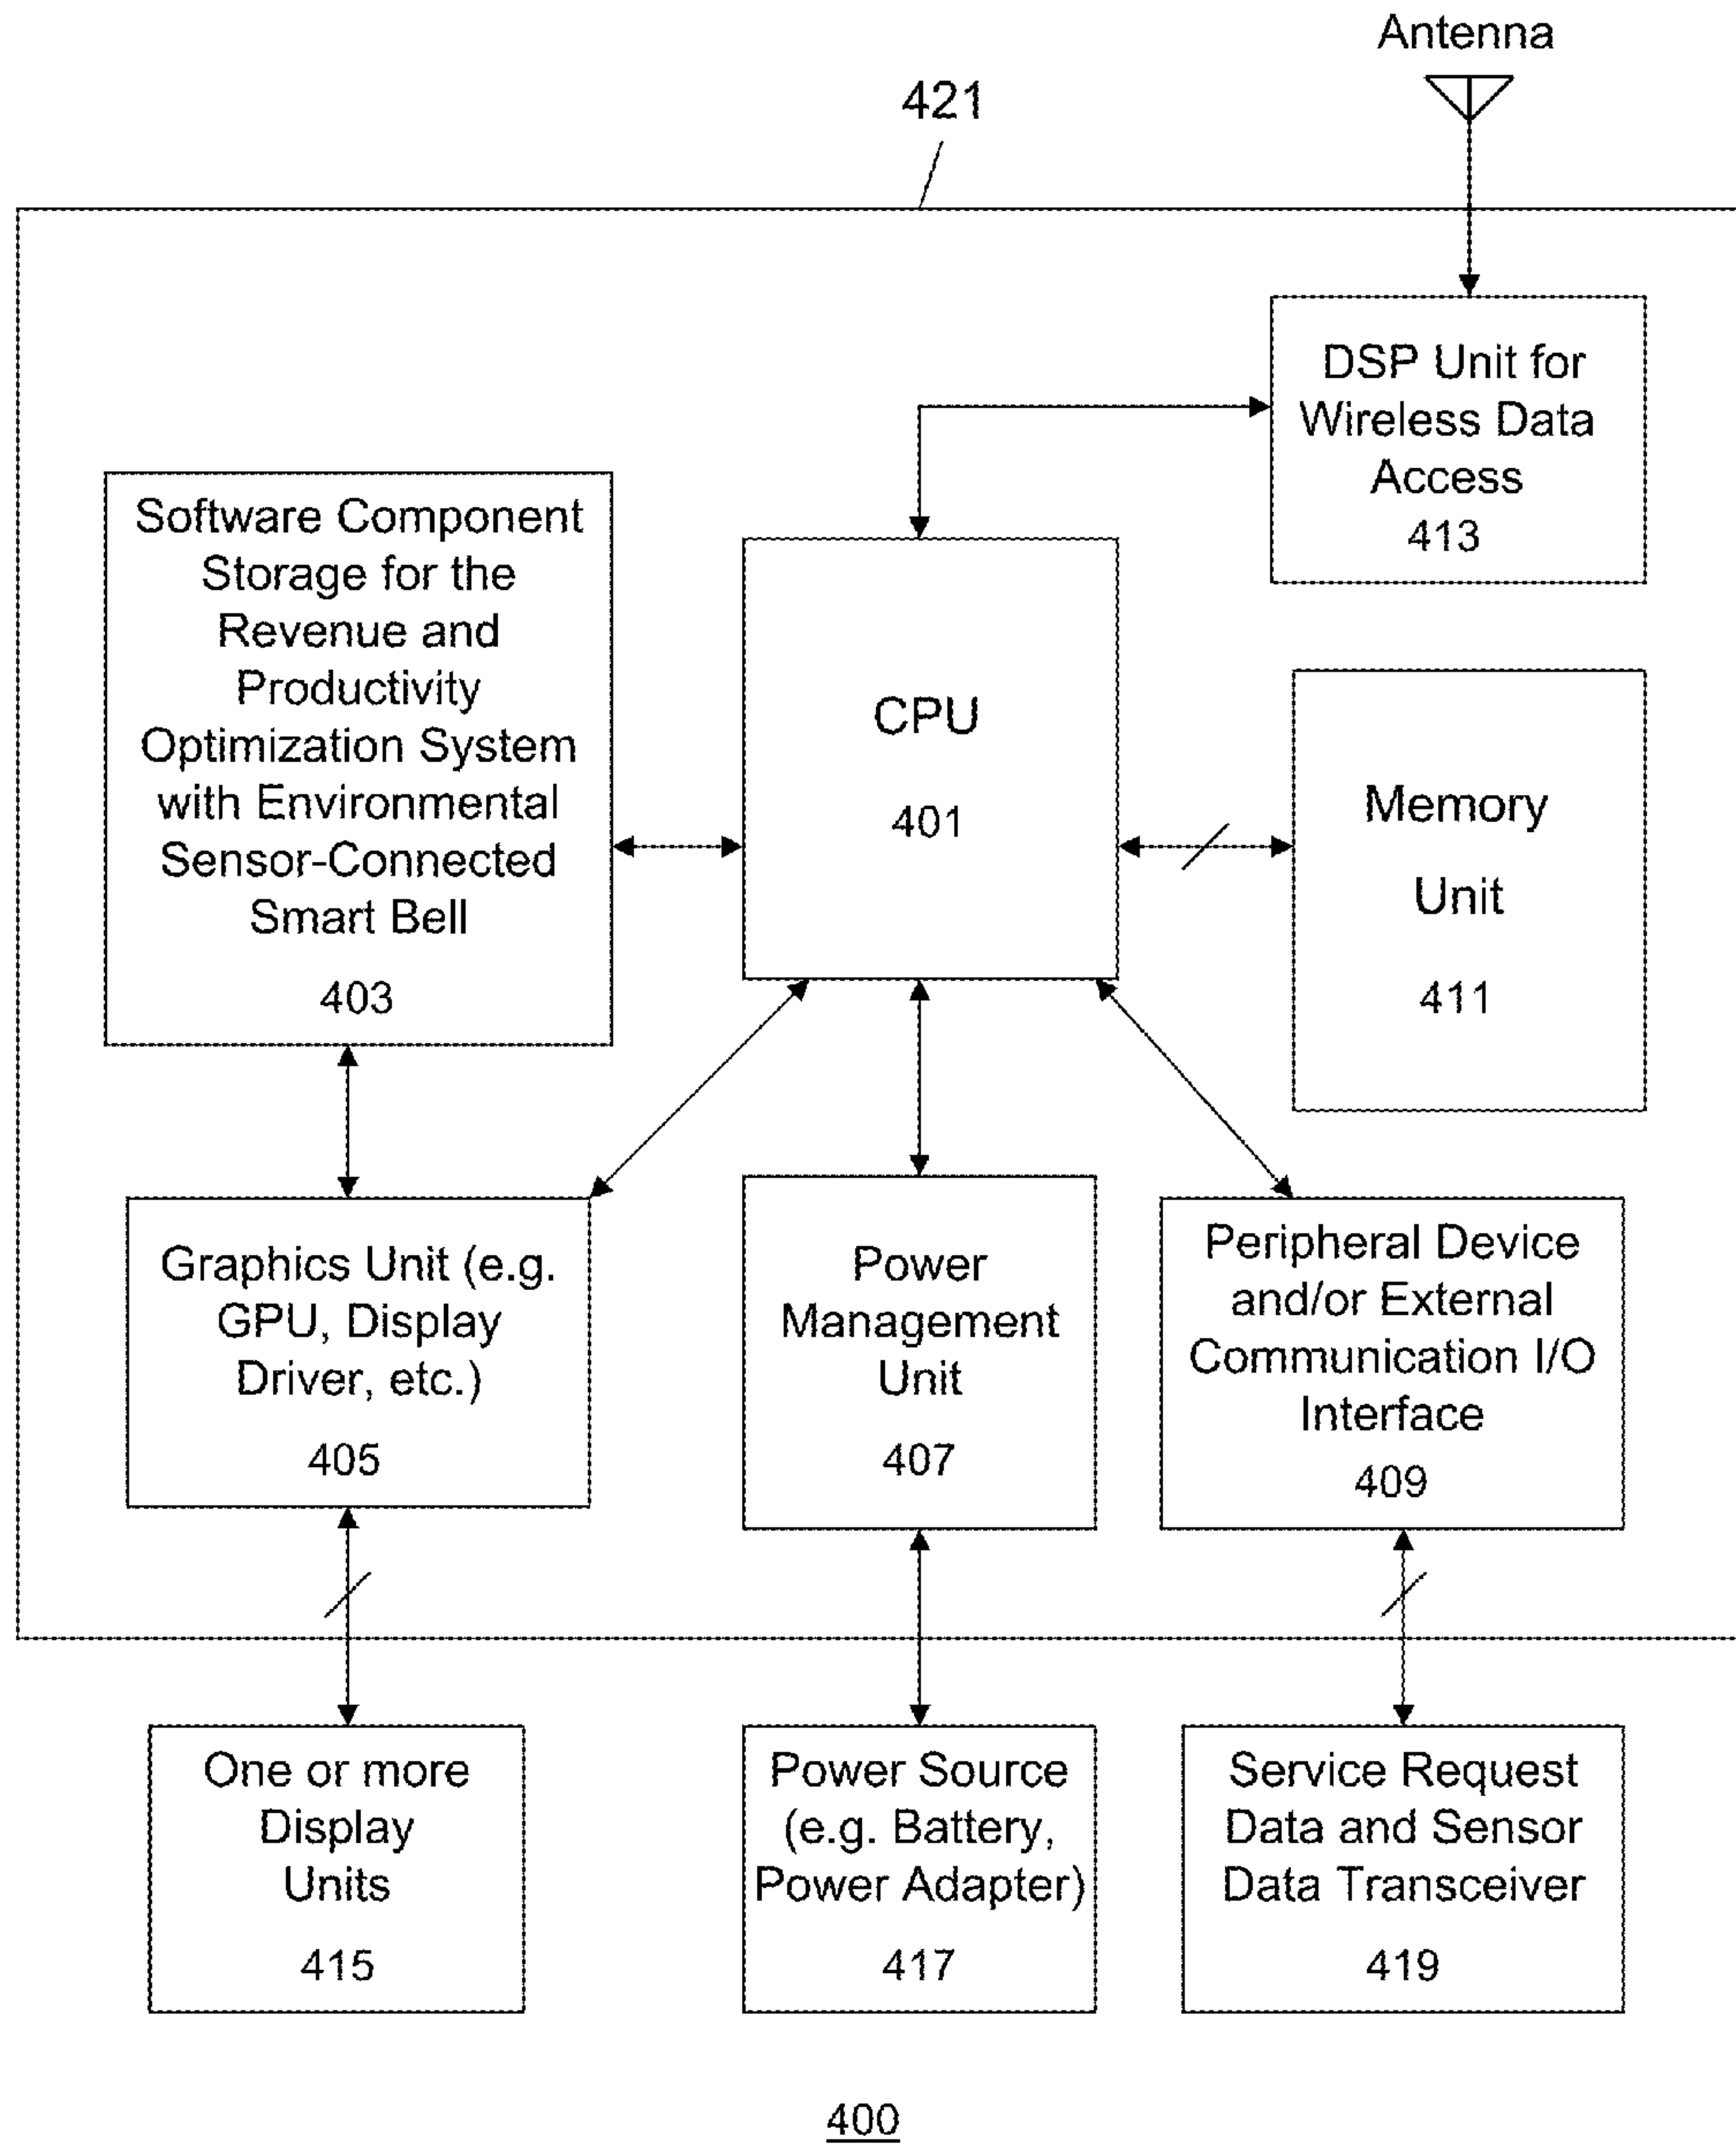 Antenna
421
DSP Unit for
Wireless Data
Access
413
Software Component
Storage for the
Revenue and
Productivity
Optimization System
with Environmental
Sensor-Connected
Smart Bell
403
CPU
401
Memory
Unit
411
Graphics Unit (e.g.
GPU, Display
Driver, etc.)
405
Power
Management
Unit
407
Peripheral Device
and/or External
Communication I/O
Interface
409
One or more
Display
Units
415
Power Source
(e.g. Battery,
Power Adapter)
417
Service Request
Data and Sensor
Data Transceiver
419
400